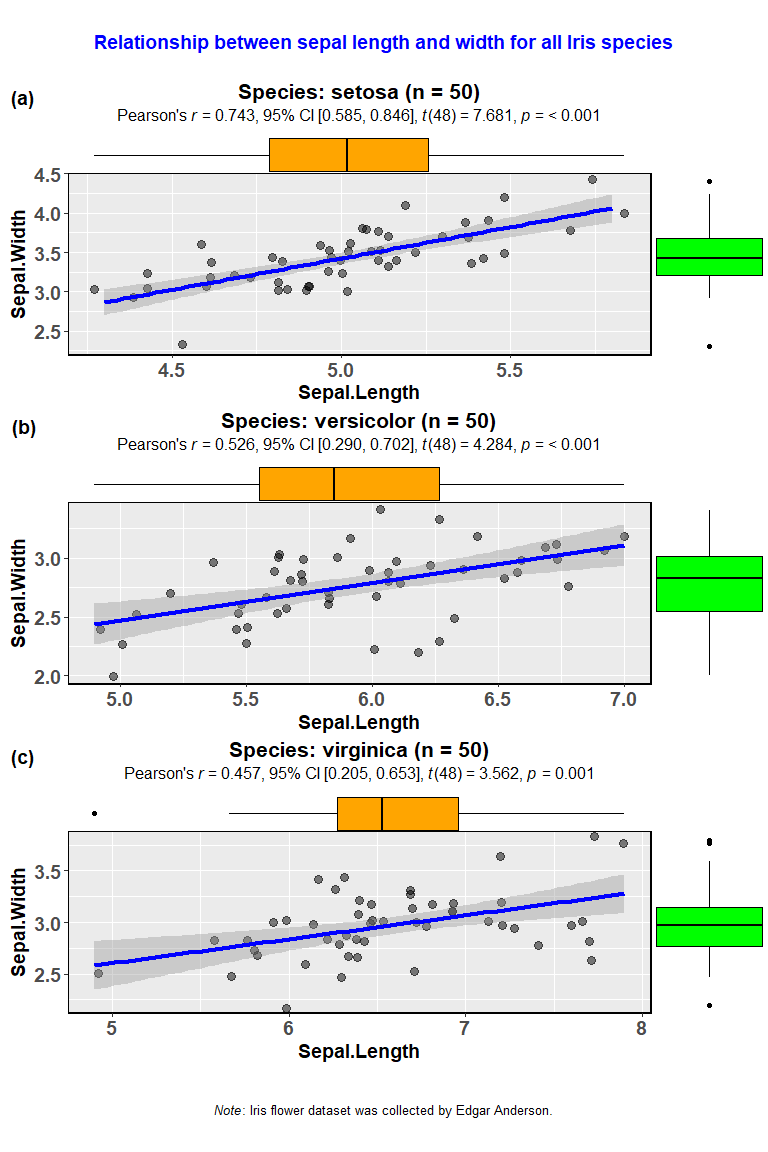 Relationship between sepal length and width for all Iris species
(a)
Species: setosa (n = 50)
Pearson's r = 0.743, 95% CI [0.585, 0.846], t(48) = 7.681, p = < 0.001
4.5
4.0
3.5
3.0
2.5
Sepal.Width
4.5 5.0 5.5
Sepal.Length
(b)
Species: versicolor (n = 50)
Pearson's r = 0.526, 95% CI [0.290, 0.702], t(48) = 4.284, p = < 0.001
3.0
2.5
2.0
Sepal.Width
5.0 5.5 6.0 6.5 7.0
Sepal.Length
(c)
Species: virginica (n = 50)
Pearson's r = 0.457, 95% CI [0.205, 0.653], t(48) = 3.562, p = 0.001
3.5
3.0
2.5
Sepal.Width
5 6 7 8
Sepal.Length
Note: Iris flower dataset was collected by Edgar Anderson.